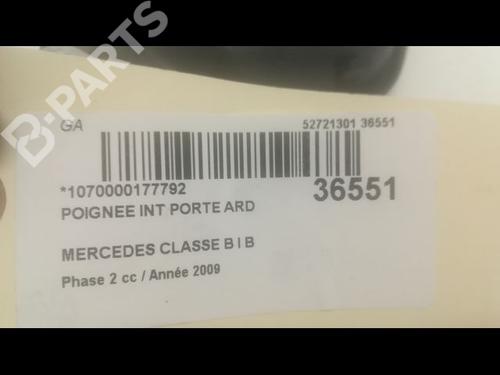 B-PARTS
GA
52721301 36551
*1070000177792
36551
POIGNEE INT PORTE ARD
MERCEDES CLASSE B I B
Phase 2 cc / Année 2009